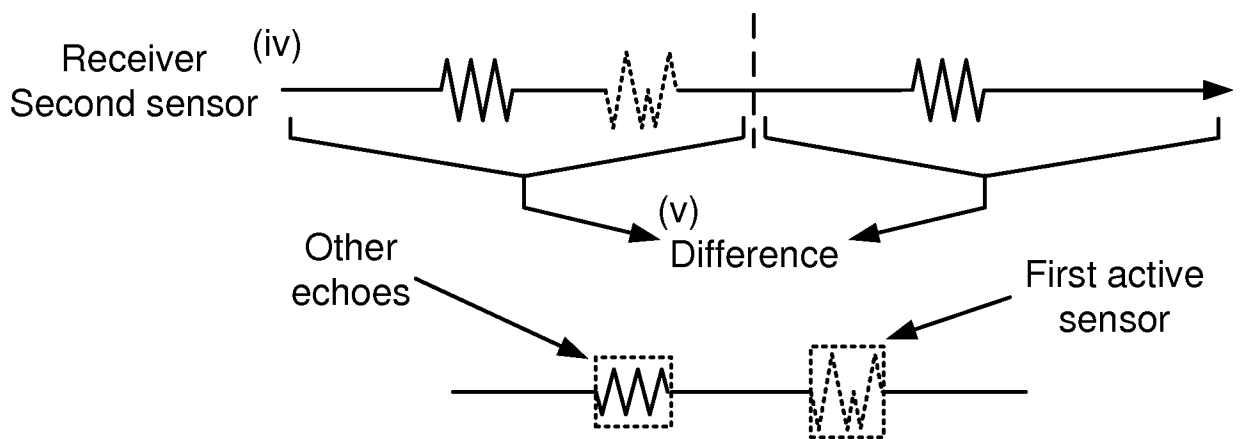 (iv)
Receiver
Second sensor
(v)
Difference
Other
echoes
First active
sensor